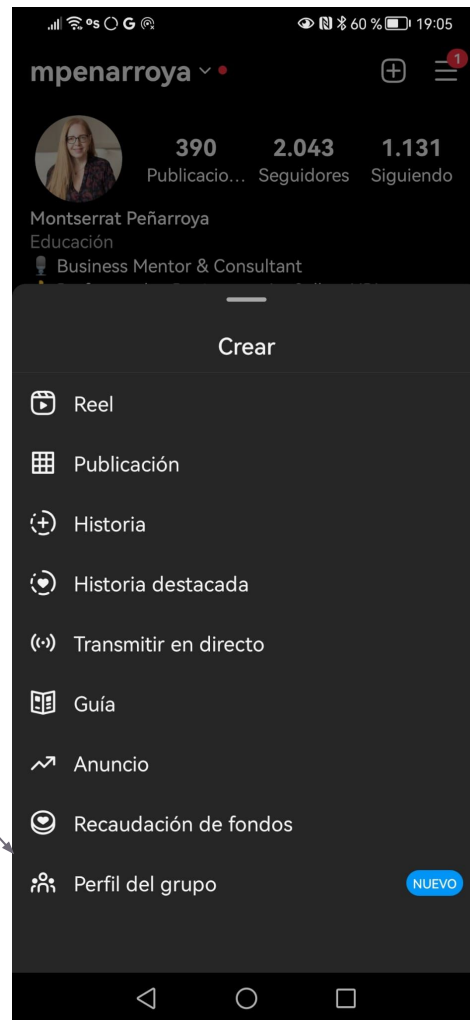 60 % 19:05
mpenarroya
1
390 2.043 1.131
Publicacio... Seguidores Siguiendo
Montserrat Peñarroya
Educación
Business Mentor & Consultant
Crear
Reel
Publicación
Historia
Historia destacada
Transmitir en directo
Guía
Anuncio
Recaudación de fondos
Perfil del grupo NUEVO